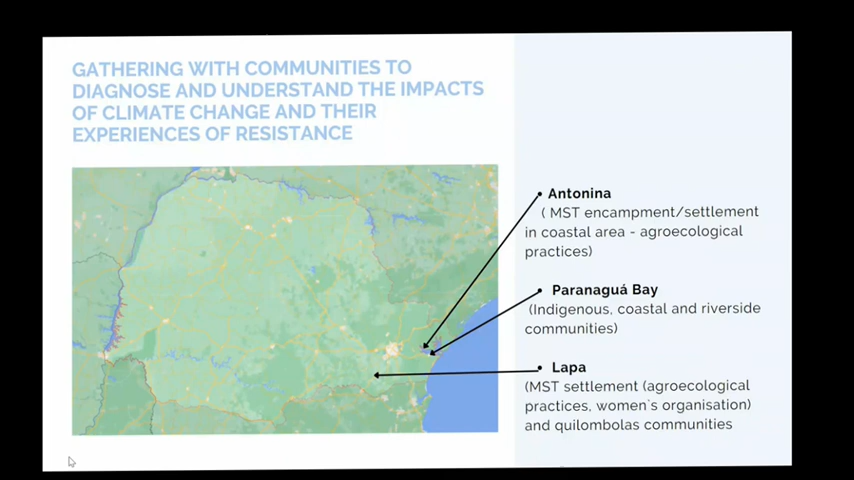 GATHERING WITH COMMUNITIES TO
DIAGNOSE AND UNDERSTAND THE IMPACTS
OF CLIMATE CHANGE AND THEIR
EXPERIENCES OF RESISTANCE
• Antonina
( MST encampment/settlement
in coastal area - agroecological
practices)
• Paranaguá Bay
(Indigenous, coastal and riverside
communities)
• Lapa
(MST settlement (agroecological
practices, women`s organisation)
and quilombolas communities